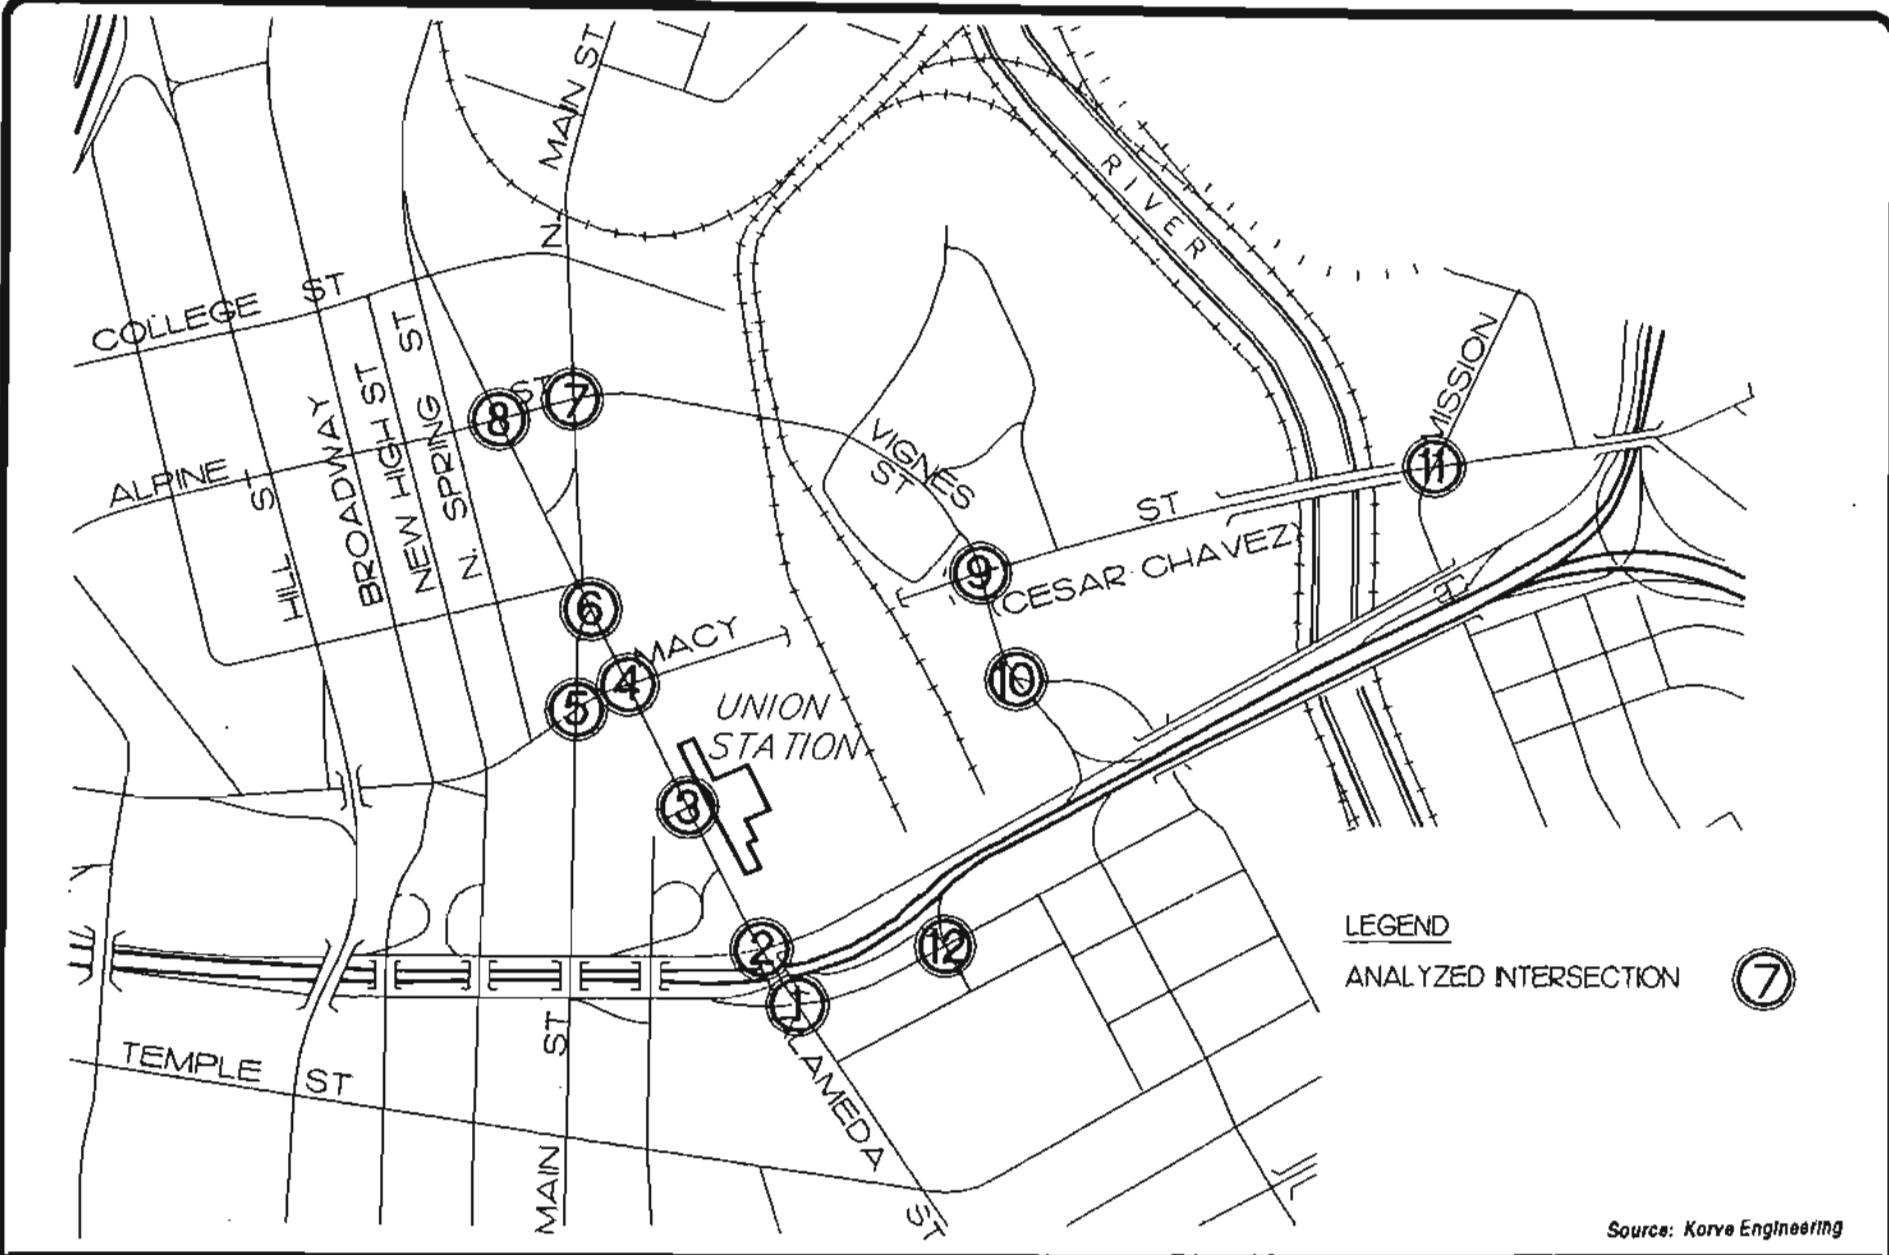 MAIN ST
N.
RIVER
COLLEGE ST
MISSION
ST
8
7
ALPINE
ST
HILL
BROADWAY
NEW HIGH ST
N. SPRING ST
VIGNES
ST
11
ST
9
(CESAR CHAVEZ)
6
MACY
4
5
10
UNION
STATION
3
2
12
1
LEGEND
ANALYZED INTERSECTION
7
TEMPLE ST
MAIN ST
ALAMEDA ST
Source: Korve Engineering